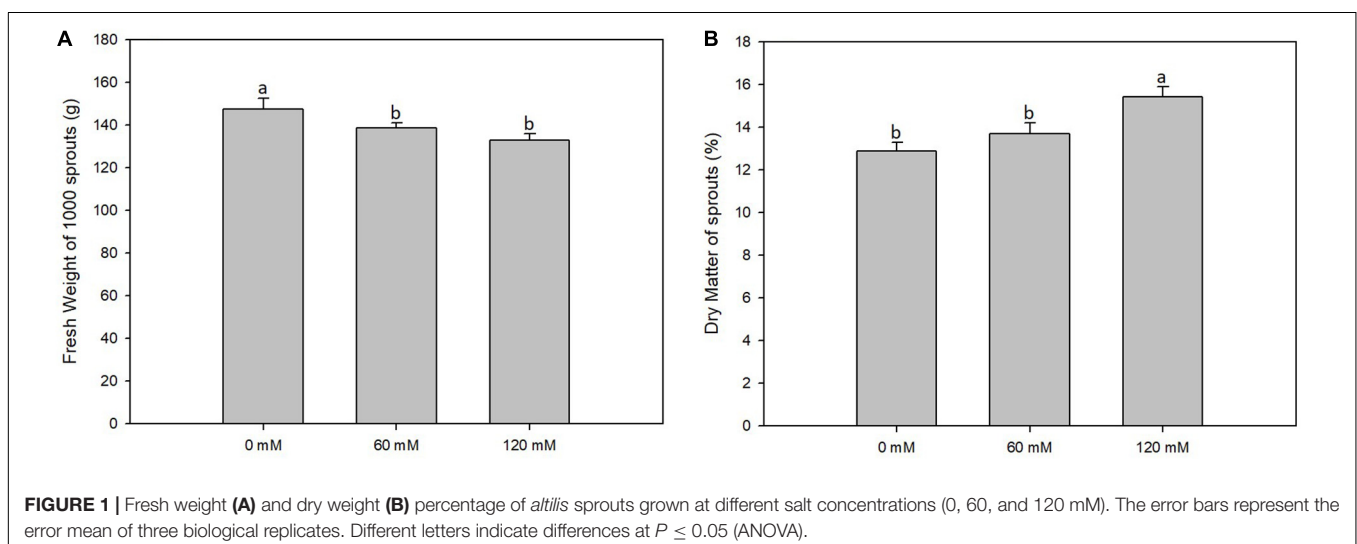 A
180
160
140
120
100
80
60
40
20
0
Fresh Weight of 1000 sprouts (g)
a
b
b
0 mM
60 mM
120 mM
B
18
16
14
12
10
8
6
4
2
0
Dry Matter of sprouts (%)
b
b
a
0 mM
60 mM
120 mM
FIGURE 1 | Fresh weight (A) and dry weight (B) percentage of altilis sprouts grown at different salt concentrations (0, 60, and 120 mM). The error bars represent the
error mean of three biological replicates. Different letters indicate differences at P ≤ 0.05 (ANOVA).